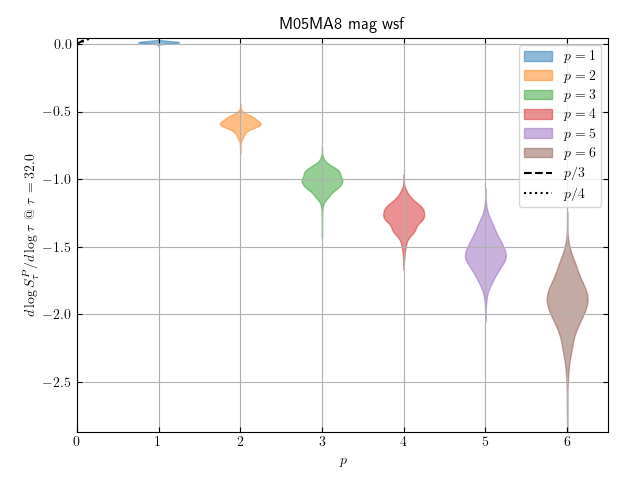 M05MA8 mag wsf
d log S_τ^P / d log τ @ τ = 32.0
0.0
−0.5
−1.0
−1.5
−2.0
−2.5
p = 1
p = 2
p = 3
p = 4
p = 5
p = 6
p/3
p/4
0 1 2 3 4 5 6
p